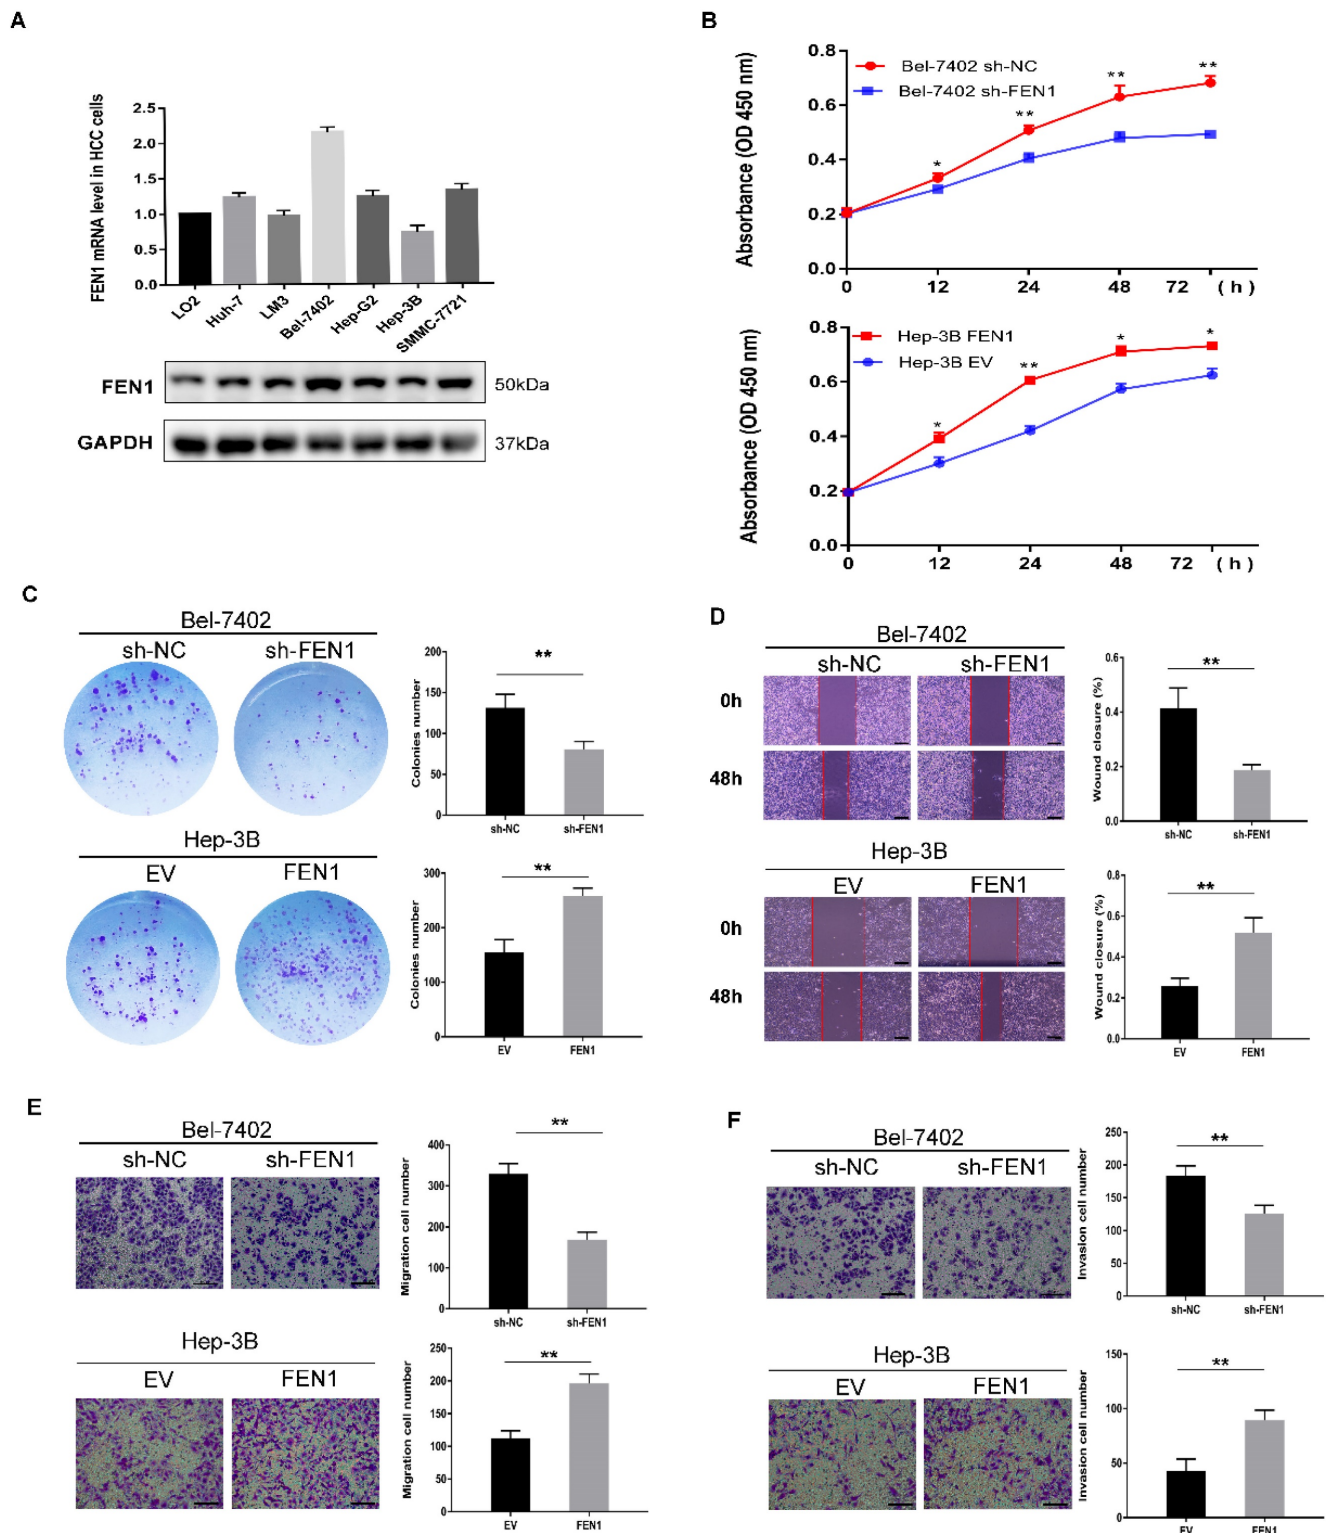 A
FEN1 mRNA level in HCC cells
2.5
2.0
1.5
1.0
0.5
0.0
LO2
Huh-7
LM3
Bel-7402
Hep-G2
Hep-3B
SMMC-7721
FEN1
50kDa
GAPDH
37kDa
B
Absorbance (OD 450 nm)
0.8
0.6
0.4
0.2
0.0
Bel-7402 sh-NC
Bel-7402 sh-FEN1
*
**
**
**
0
12
24
48
72
( h )
Absorbance (OD 450 nm)
0.8
0.6
0.4
0.2
0.0
Hep-3B FEN1
Hep-3B EV
*
**
*
*
0
12
24
48
72
( h )
C
Bel-7402
sh-NC
sh-FEN1
Colonies number
200
150
100
50
0
**
sh-NC
sh-FEN1
Hep-3B
EV
FEN1
Colonies number
300
200
100
0
**
EV
FEN1
D
Bel-7402
sh-NC
sh-FEN1
0h
48h
Wound closure (%)
0.6
0.4
0.2
0.0
**
sh-NC
sh-FEN1
Hep-3B
EV
FEN1
0h
48h
Wound closure (%)
0.8
0.6
0.4
0.2
0.0
**
EV
FEN1
E
Bel-7402
sh-NC
sh-FEN1
Migration cell number
400
300
200
100
0
**
sh-NC
sh-FEN1
Hep-3B
EV
FEN1
Migration cell number
250
200
150
100
50
0
**
EV
FEN1
F
Bel-7402
sh-NC
sh-FEN1
Invasion cell number
250
200
150
100
50
0
**
sh-NC
sh-FEN1
Hep-3B
EV
FEN1
Invasion cell number
150
100
50
0
**
EV
FEN1